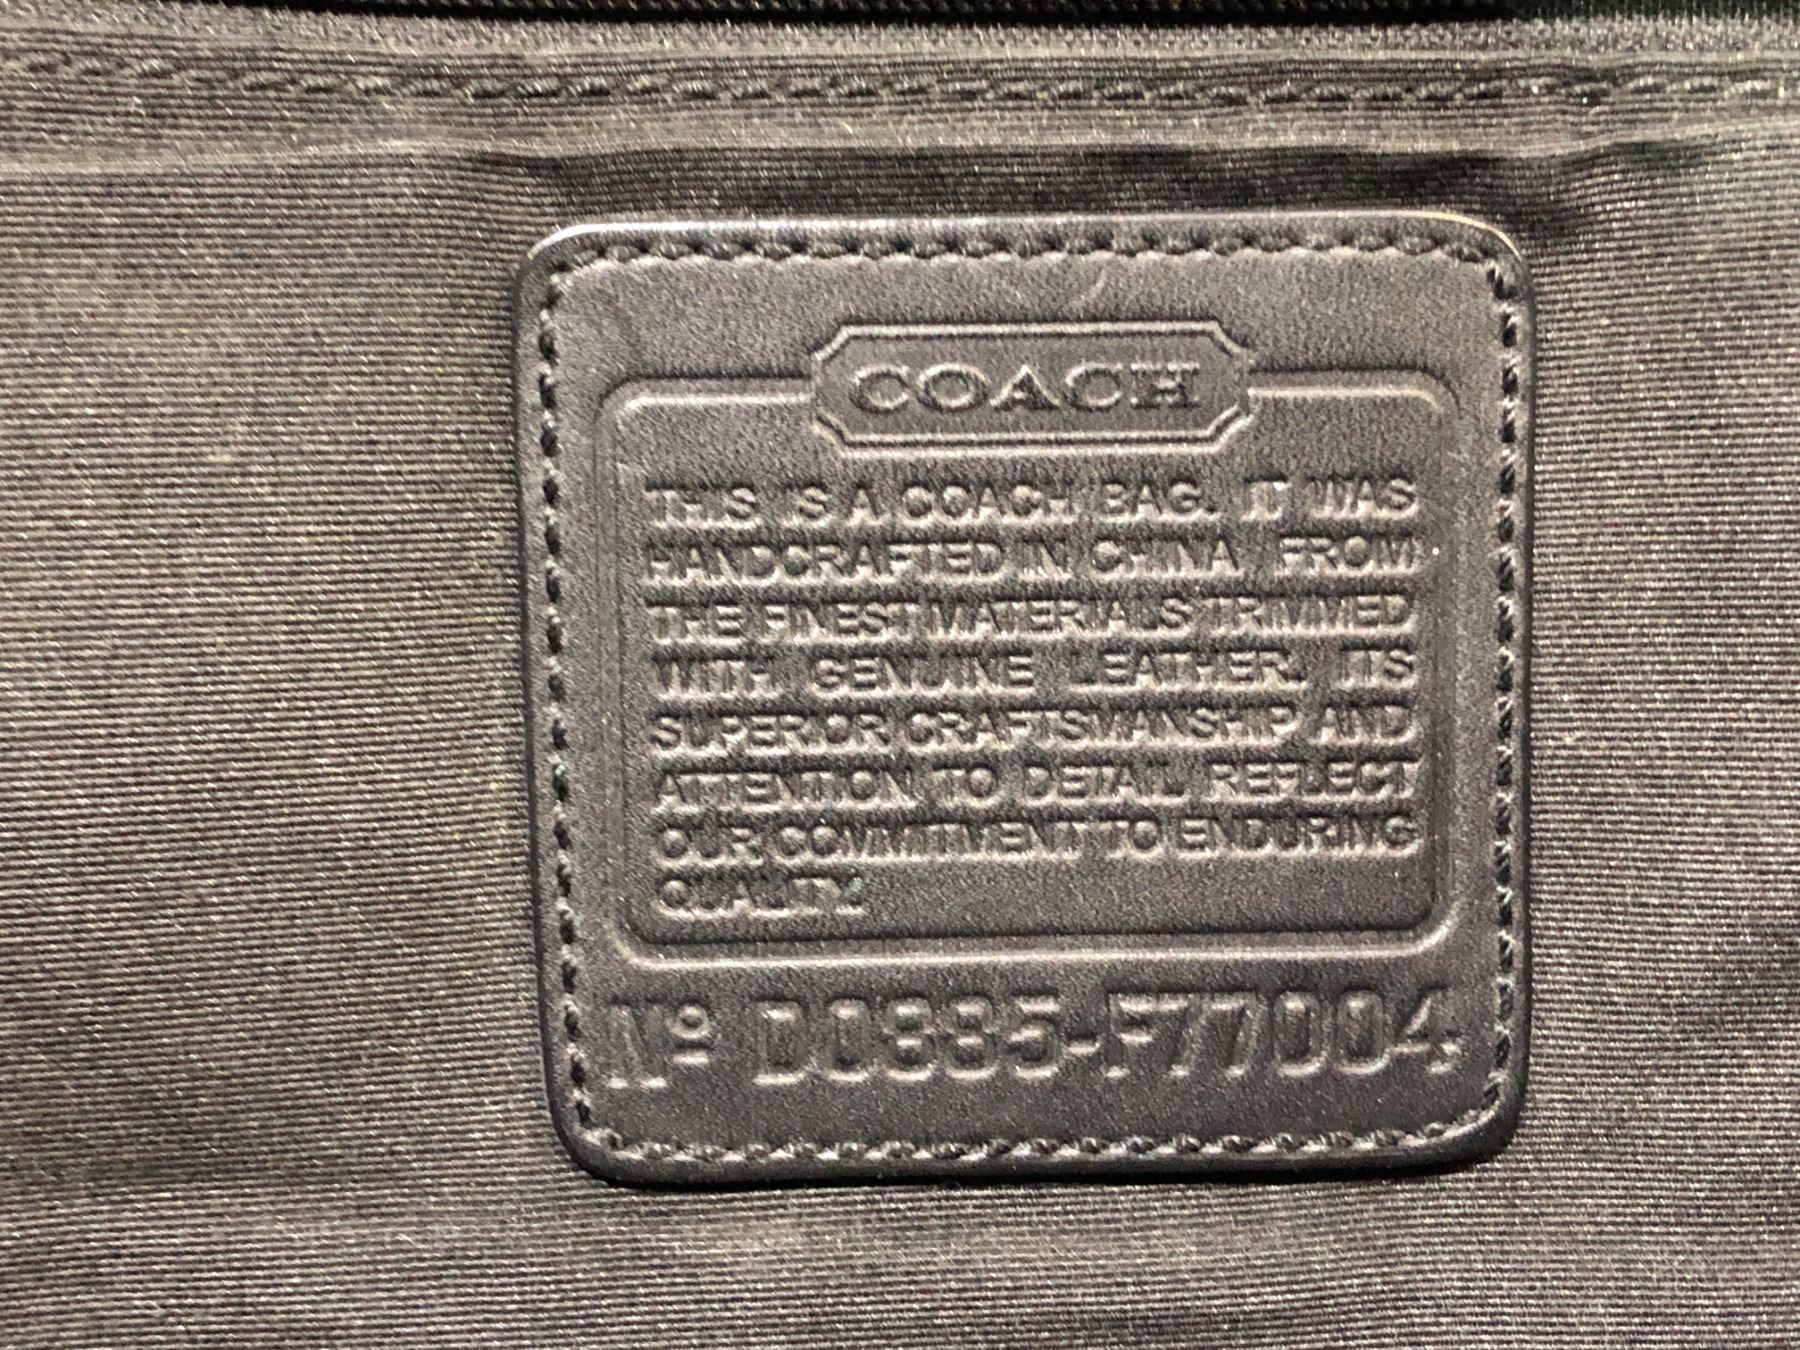 COACH
THIS IS A COACH BAG. IT WAS
HANDCRAFTED IN CHINA FROM
THE FINEST MATERIALS TRIMMED
WITH GENUINE LEATHER. ITS
SUPERIOR CRAFTSMANSHIP AND
ATTENTION TO DETAIL REFLECT
OUR COMMITMENT TO ENDURING
QUALITY.
Nº D0885-F77004